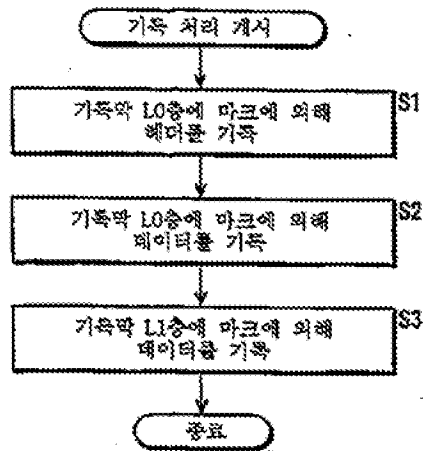 기록 처리 개시
S1
기록막 L0층에 마크에 의해
헤더를 기록
S2
기록막 L0층에 마크에 의해
데이터를 기록
S3
기록막 L1층에 마크에 의해
데이터를 기록
종료